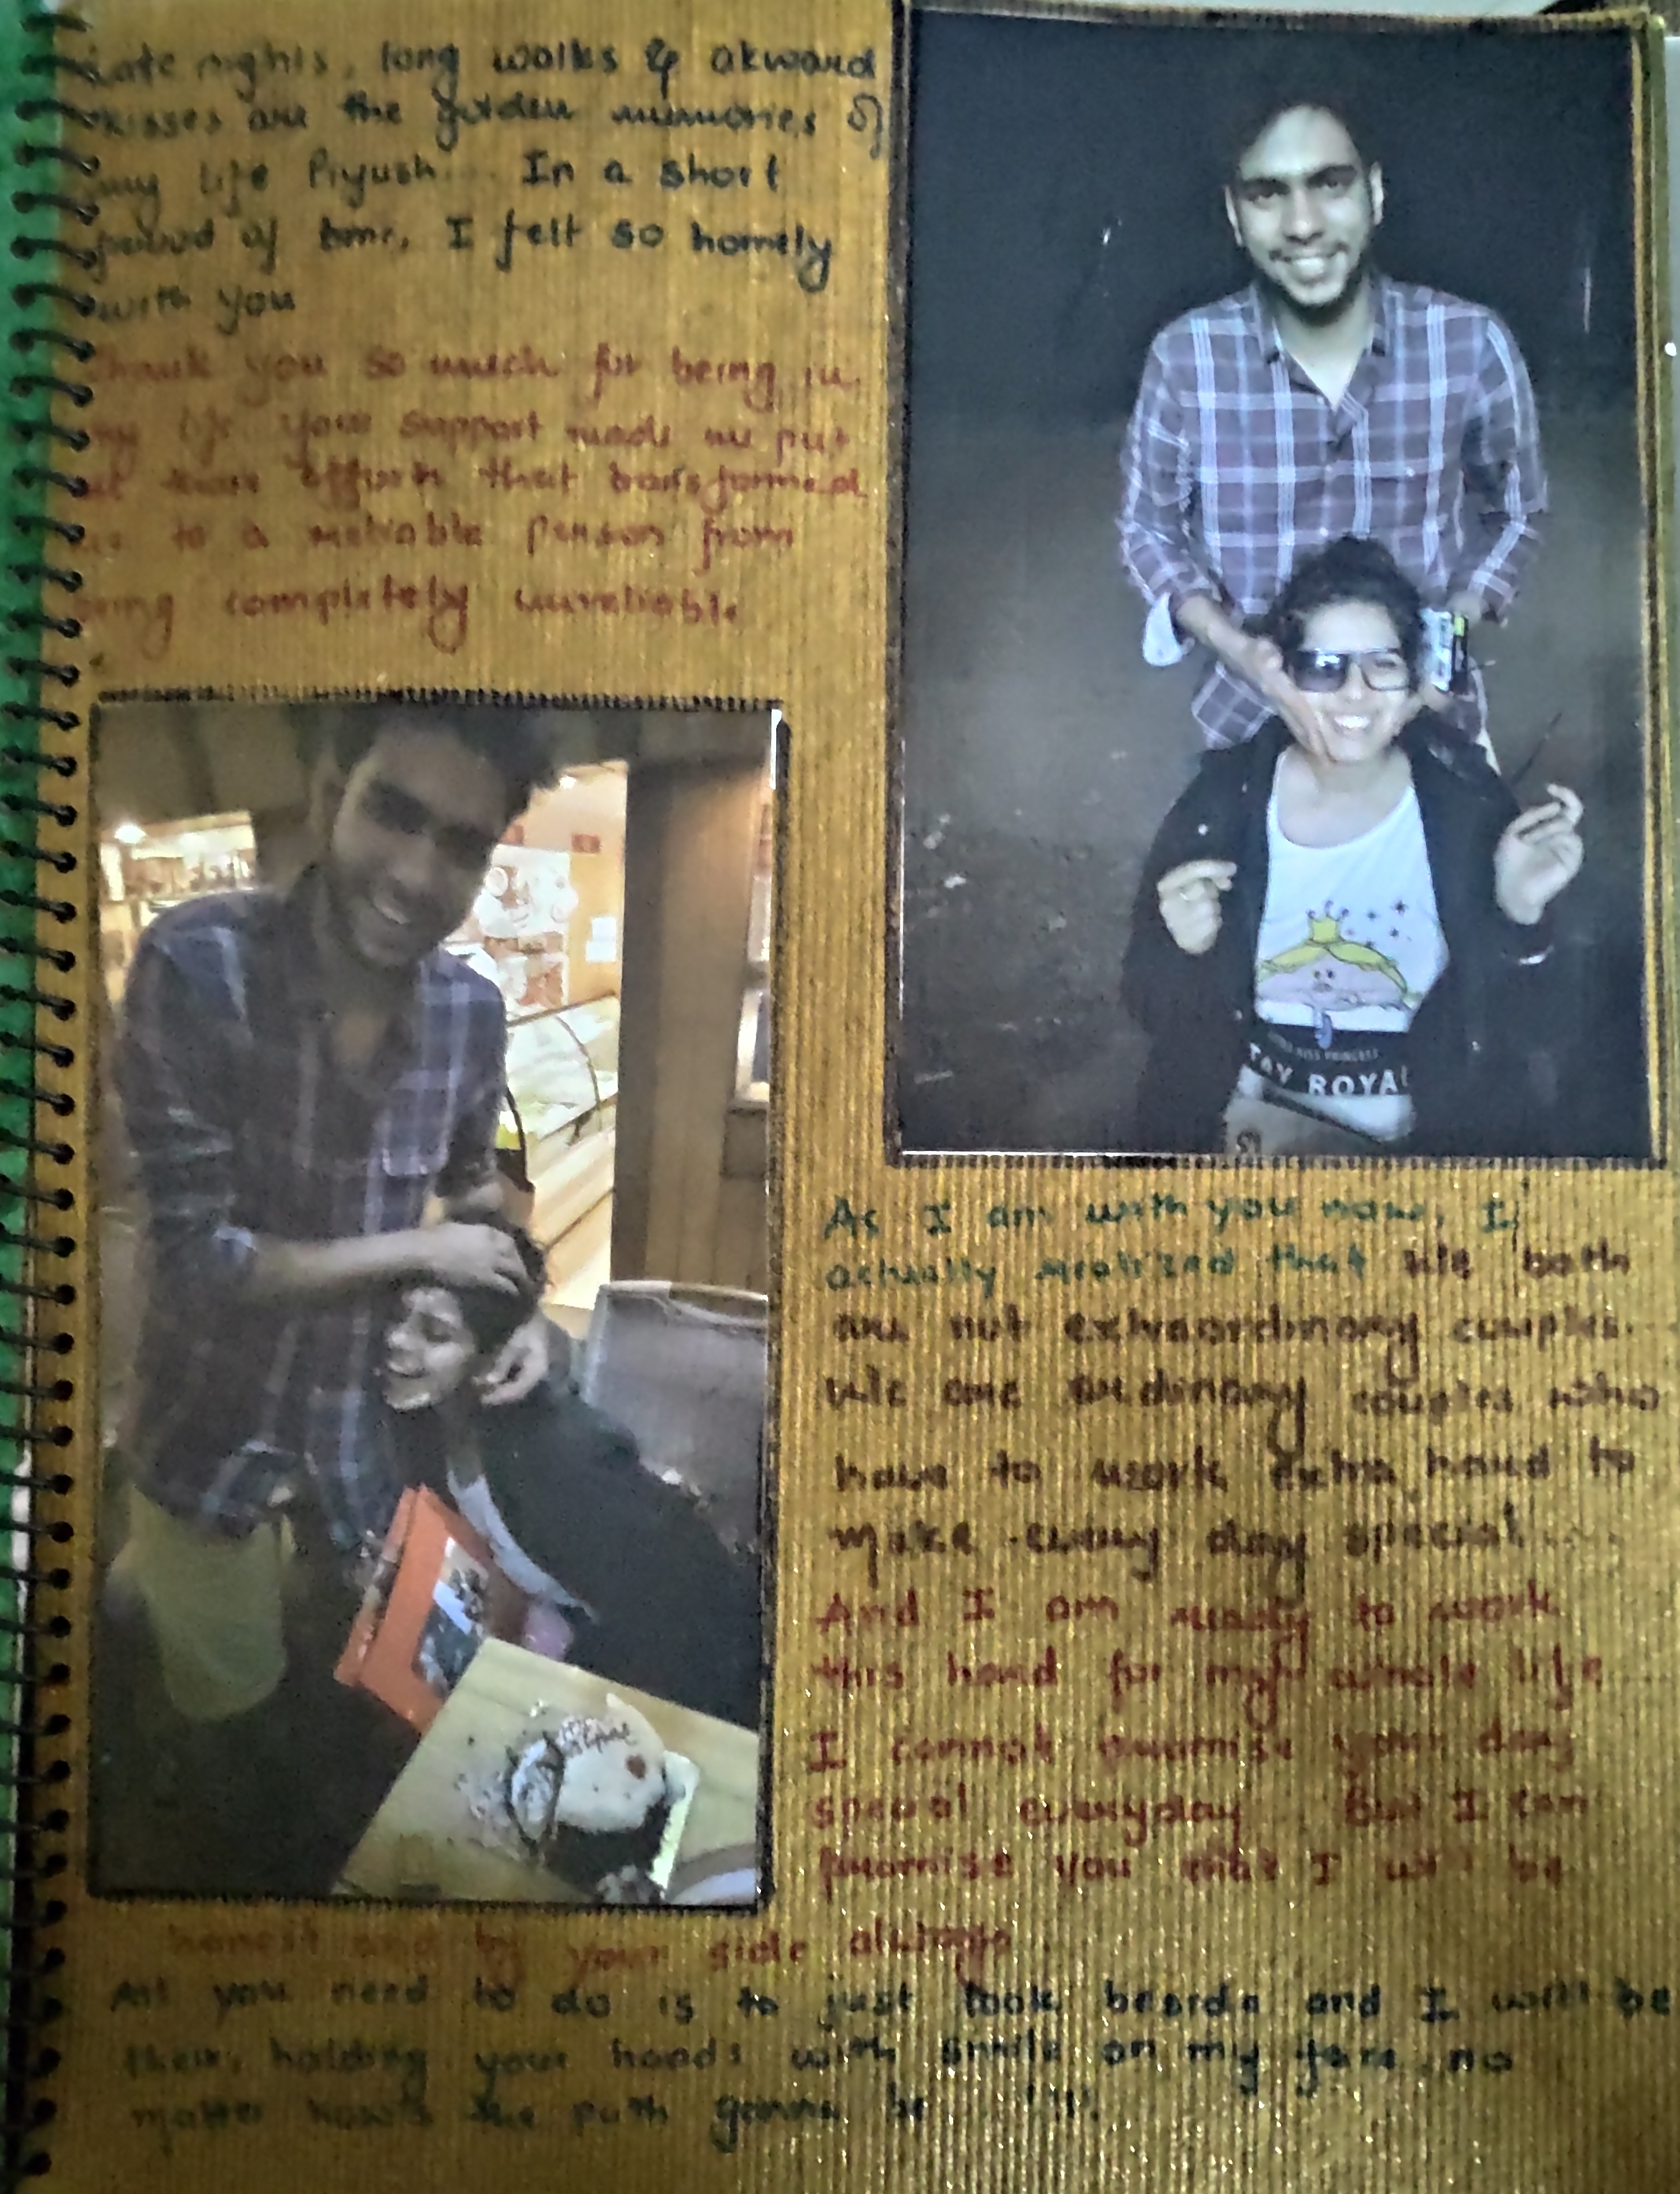 Late nights, long walks & akward
kisses are the golden memories of
my life Piyush... In a short
period of time, I felt so homely
with you
Thank you so much for being in
my life your support made me put
efforts that transformed
to a reliable person from
being completely unreliable
TAY ROYAL
As I am with you now, I
actually realized that we both
are not extraordinary couples.
We are ordinary couples who
have to work extra hard to
make every day special....
And I am ready to work
this hard for my whole life
I cannot promise your day
special everyday But I can
promise you that I will be
honest and by your side always
All you need to do is to just look beside and I will be
their, holding your hands with smile on my face, no
matter how's the path gonna be